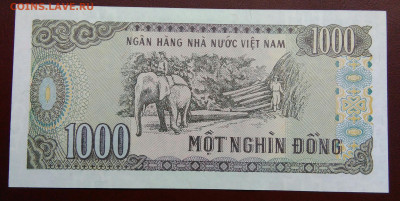 COINS.LAVE.RU
NGÂN HÀNG NHÀ NƯỚC VIỆT NAM
1000
1000
MỘT NGHÌN ĐỒNG